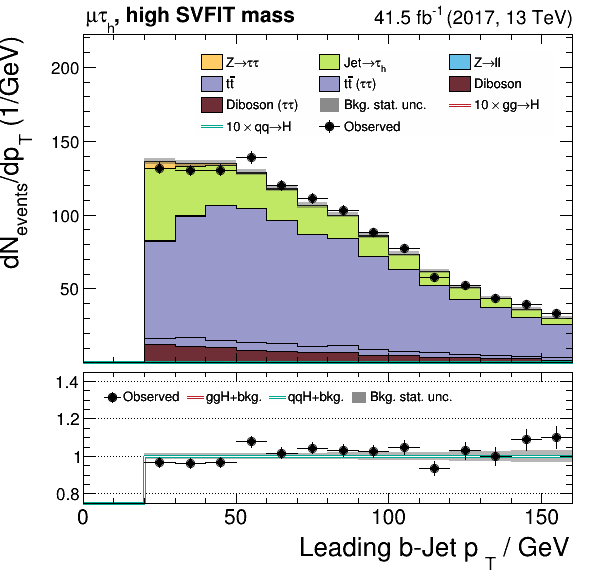 μτh, high SVFIT mass 41.5 fb⁻¹ (2017, 13 TeV)
dNevents/dpT (1/GeV)
200
150
100
50
Z→ττ Jet→τh Z→ll
tt̄ tt̄ (ττ) Diboson
Diboson (ττ) Bkg. stat. unc. 10 × gg→H
10 × qq→H Observed
1.4
1.2
1
0.8
Observed ggH+bkg. qqH+bkg. Bkg. stat. unc.
0 50 100 150
Leading b-Jet pT / GeV